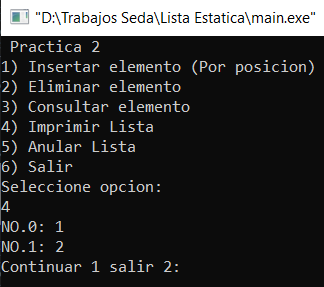 "D:\Trabajos Seda\Lista Estatica\main.exe"
Practica 2
1) Insertar elemento (Por posicion)
2) Eliminar elemento
3) Consultar elemento
4) Imprimir Lista
5) Anular Lista
6) Salir
Seleccione opcion:
4
NO.0: 1
NO.1: 2
Continuar 1 salir 2: